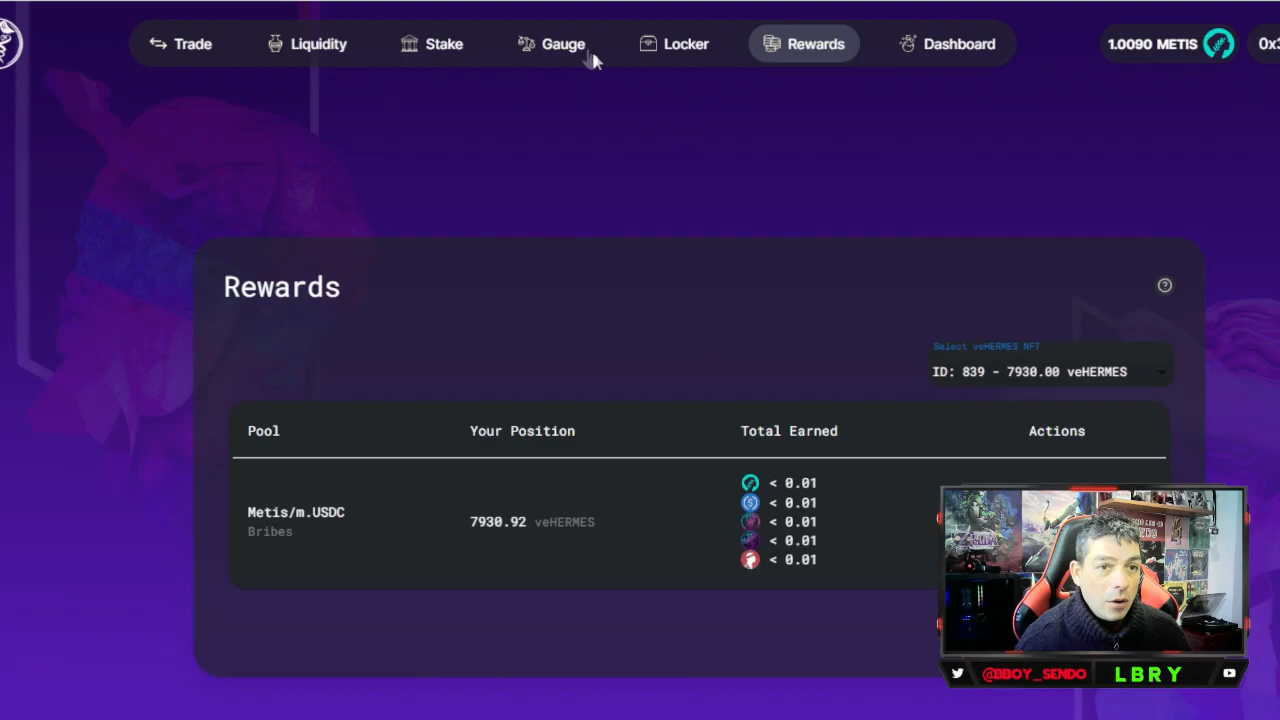 Trade
Liquidity
Stake
Gauge
Locker
Rewards
Dashboard
1.0090 METIS
0x3
Rewards
Select veHERMES NFT
ID: 839 - 7930.00 veHERMES
Pool
Your Position
Total Earned
Actions
Metis/m.USDC
Bribes
7930.92 veHERMES
< 0.01
< 0.01
< 0.01
< 0.01
< 0.01
@BBOY_SENDO
LBRY